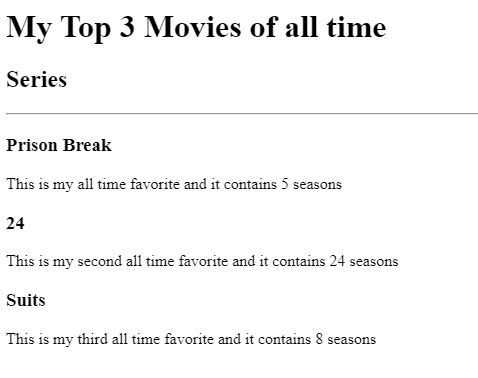 My Top 3 Movies of all time
Series
Prison Break
This is my all time favorite and it contains 5 seasons
24
This is my second all time favorite and it contains 24 seasons
Suits
This is my third all time favorite and it contains 8 seasons